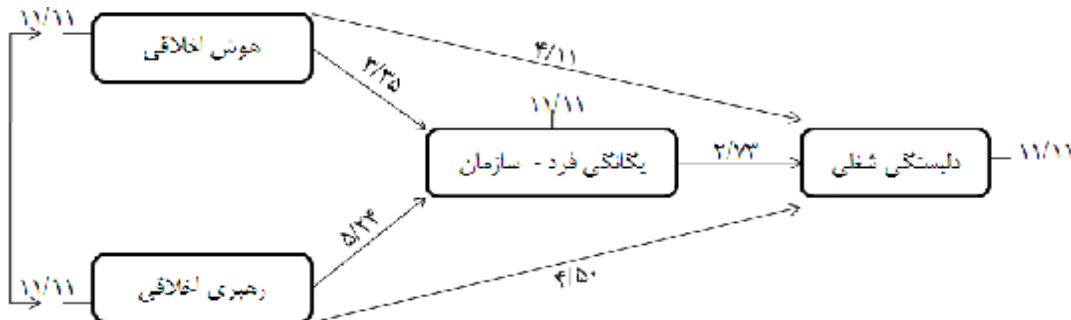 ۱۱/۱۱
هوش اخلاقی
۴/۱۱
۳/۳۵
۱۱/۱۱
یگانگی فرد - سازمان
۲/۷۳
دلبستگی شغلی
۱۱/۱۱
۵/۲۴
۱۱/۱۱
رهبری اخلاقی
۴/۵۰